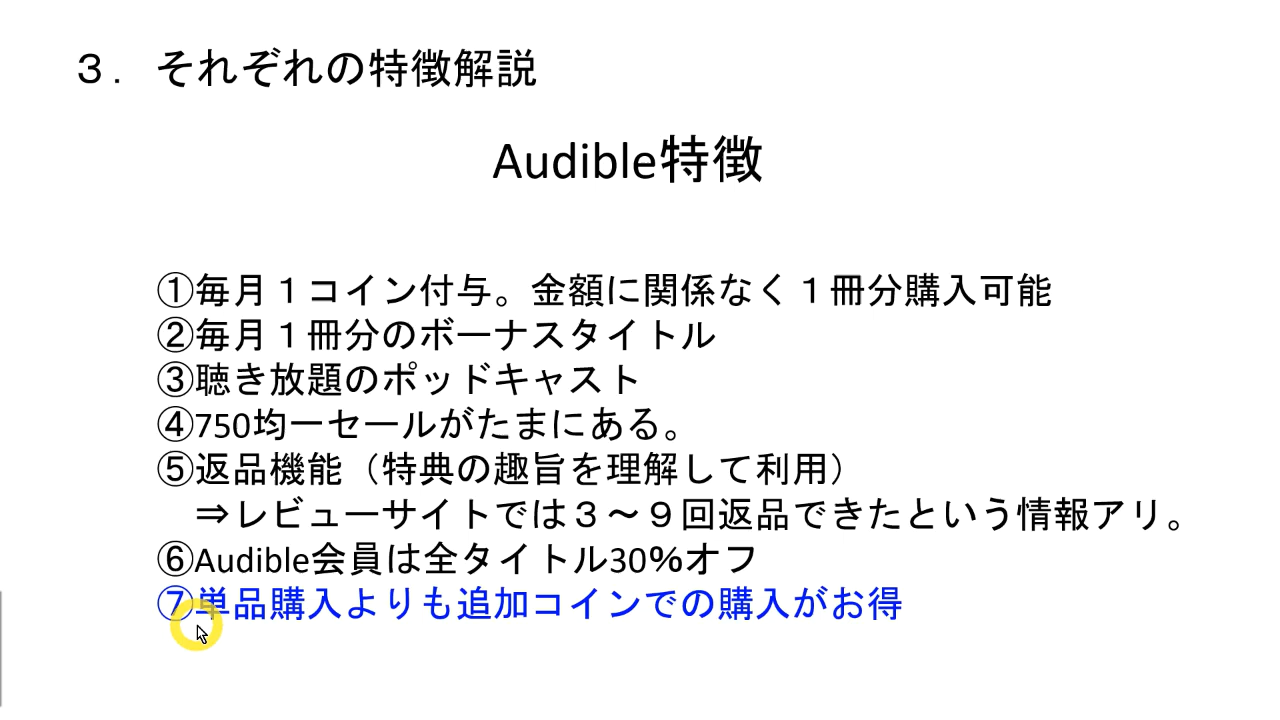 ３．それぞれの特徴解説
Audible特徴
①毎月１コイン付与。金額に関係なく１冊分購入可能
②毎月１冊分のボーナスタイトル
③聴き放題のポッドキャスト
④750均一セールがたまにある。
⑤返品機能（特典の趣旨を理解して利用）
⇒レビューサイトでは３～９回返品できたという情報アリ。
⑥Audible会員は全タイトル30%オフ
⑦単品購入よりも追加コインでの購入がお得